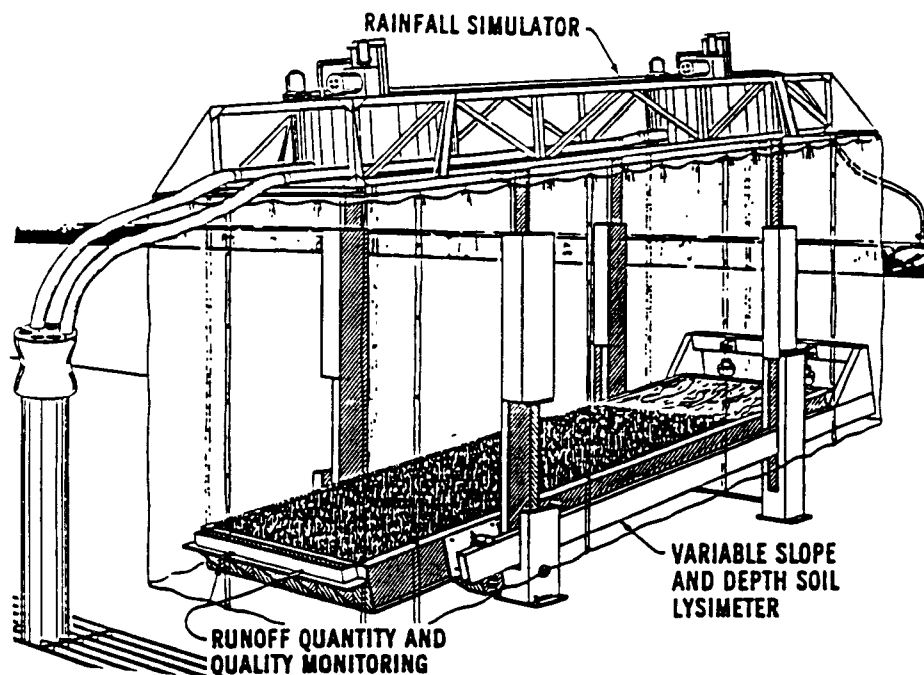 RAINFALL SIMULATOR
VARIABLE SLOPE
AND DEPTH SOIL
LYSIMETER
RUNOFF QUANTITY AND
QUALITY MONITORING